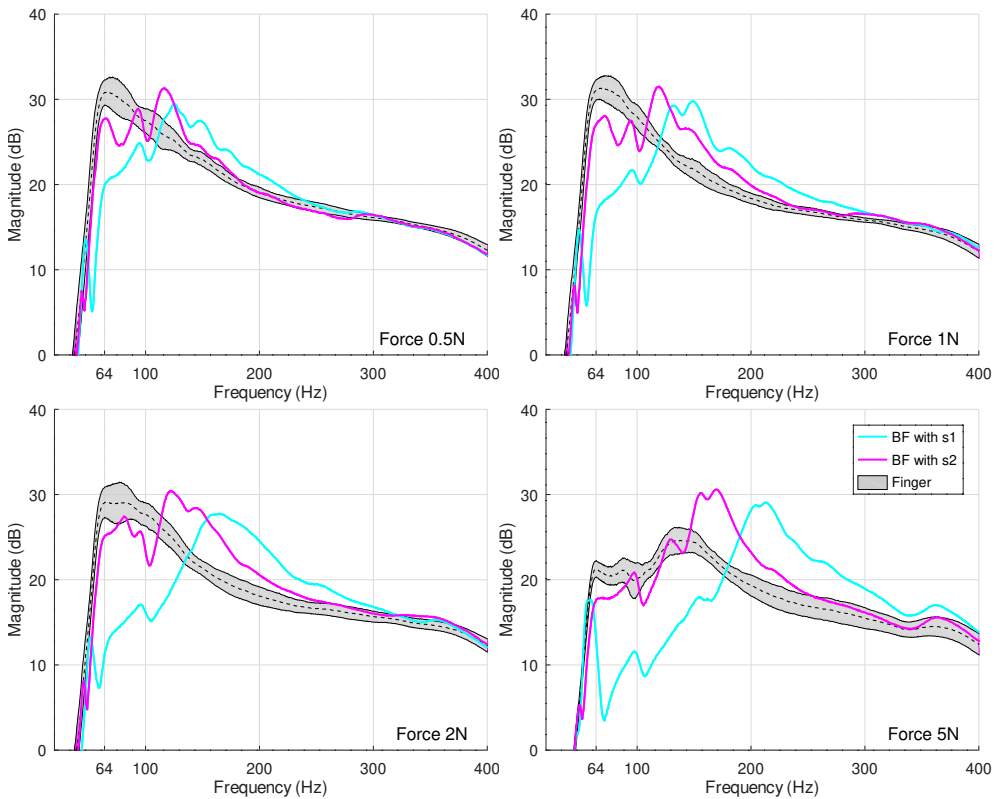 40
30
20
10
0
Magnitude (dB)
64 100 200 300 400
Frequency (Hz)
Force 0.5N
40
30
20
10
0
Magnitude (dB)
64 100 200 300 400
Frequency (Hz)
Force 1N
40
30
20
10
0
Magnitude (dB)
64 100 200 300 400
Frequency (Hz)
Force 2N
40
30
20
10
0
Magnitude (dB)
64 100 200 300 400
Frequency (Hz)
BF with s1
BF with s2
Finger
Force 5N